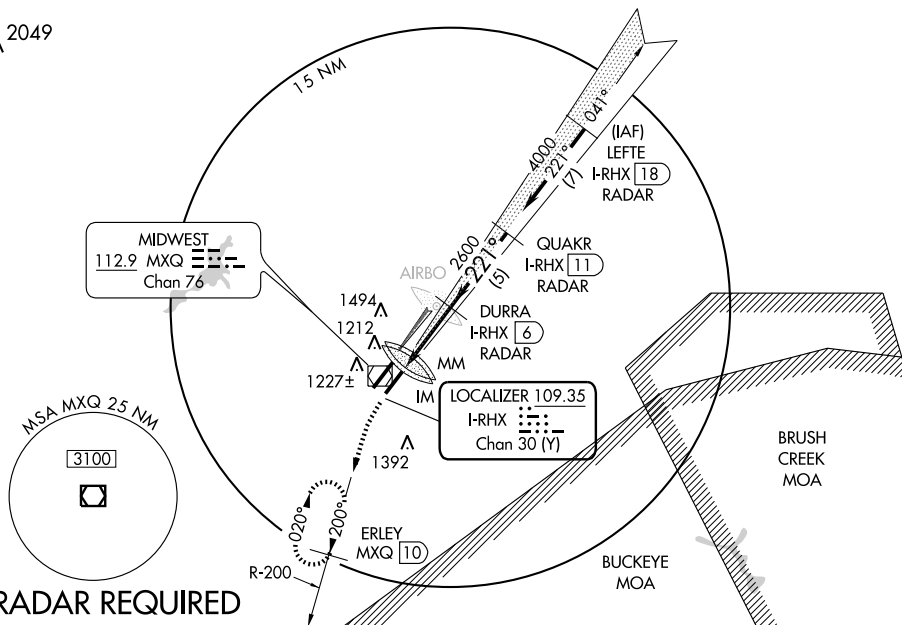 2049
15 NM
041°
(IAF)
LEFTE
I-RHX 18
RADAR
4000
221°
(7)
MIDWEST
112.9 MXQ
Chan 76
QUAKR
I-RHX 11
RADAR
2600
221°
(5)
AIRBO
DURRA
I-RHX 6
RADAR
1494
1212
1227±
MM
IM
LOCALIZER 109.35
I-RHX
Chan 30 (Y)
MSA MXQ 25 NM
3100
1392
BRUSH
CREEK
MOA
020°
200°
ERLEY
MXQ 10
R-200
BUCKEYE
MOA
RADAR REQUIRED